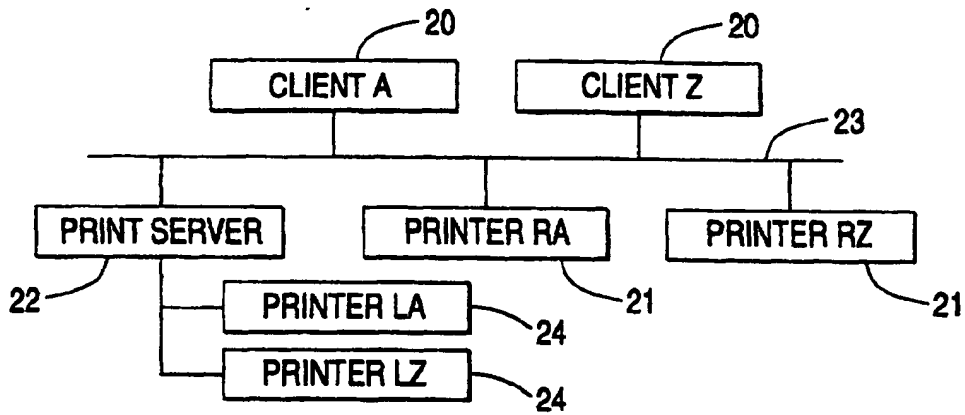 20 20
CLIENT A CLIENT Z
23
PRINT SERVER PRINTER RA PRINTER RZ
22 21 21
PRINTER LA
24
PRINTER LZ
24